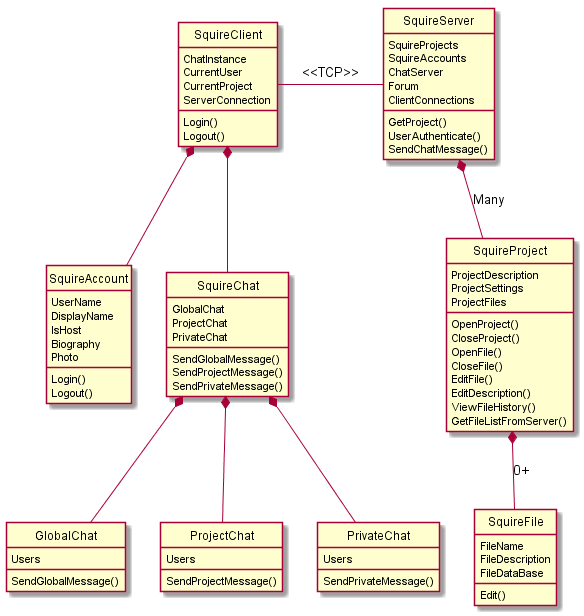 SquireClient
ChatInstance
CurrentUser
CurrentProject
ServerConnection
Login()
Logout()
<<TCP>>
SquireServer
SquireProjects
SquireAccounts
ChatServer
Forum
ClientConnections
GetProject()
UserAuthenticate()
SendChatMessage()
Many
SquireAccount
UserName
DisplayName
IsHost
Biography
Photo
Login()
Logout()
SquireChat
GlobalChat
ProjectChat
PrivateChat
SendGlobalMessage()
SendProjectMessage()
SendPrivateMessage()
SquireProject
ProjectDescription
ProjectSettings
ProjectFiles
OpenProject()
CloseProject()
OpenFile()
CloseFile()
EditFile()
EditDescription()
ViewFileHistory()
GetFileListFromServer()
0+
GlobalChat
Users
SendGlobalMessage()
ProjectChat
Users
SendProjectMessage()
PrivateChat
Users
SendPrivateMessage()
SquireFile
FileName
FileDescription
FileDataBase
Edit()